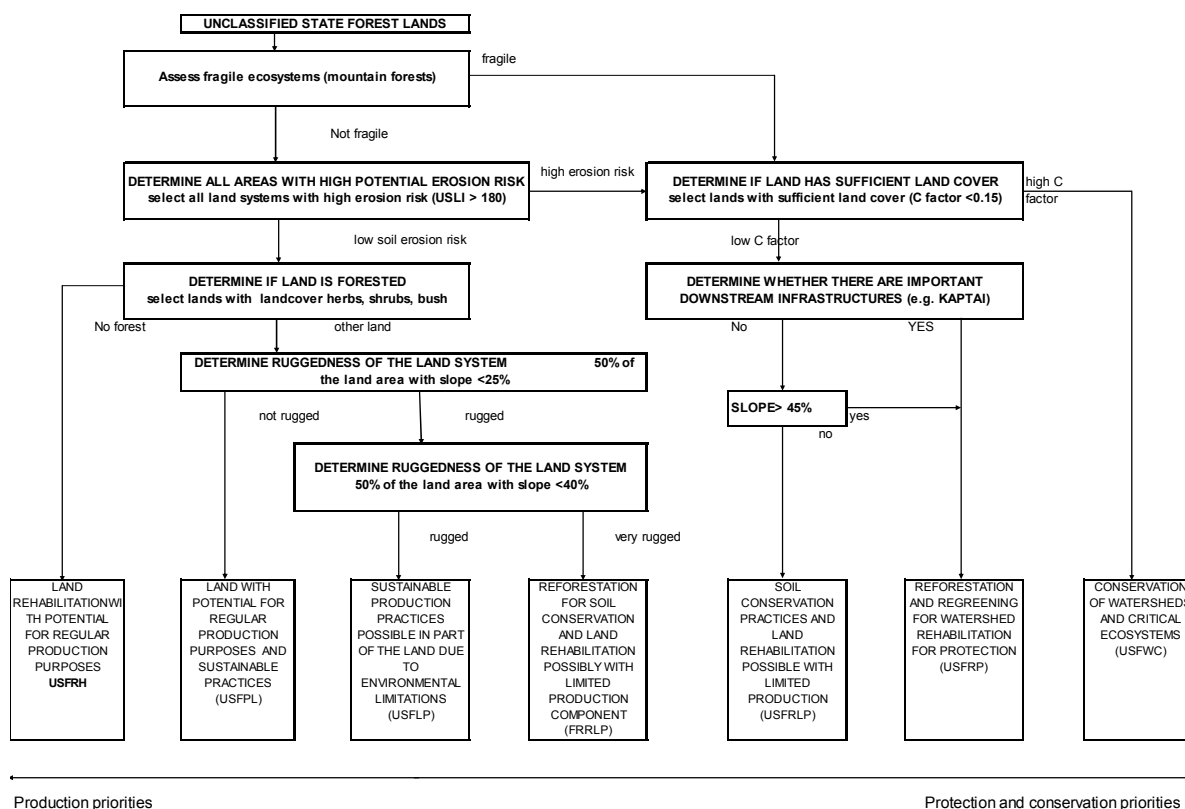 UNCLASSIFIED STATE FOREST LANDS
fragile
Assess fragile ecosystems (mountain forests)
Not fragile
DETERMINE ALL AREAS WITH HIGH POTENTIAL EROSION RISK
select all land systems with high erosion risk (USLI > 180)
high erosion risk
DETERMINE IF LAND HAS SUFFICIENT LAND COVER
select lands with sufficient land cover (C factor <0.15)
high C
factor
low soil erosion risk
low C factor
DETERMINE IF LAND IS FORESTED
select lands with landcover herbs, shrubs, bush
DETERMINE WHETHER THERE ARE IMPORTANT
DOWNSTREAM INFRASTRUCTURES (e.g. KAPTAI)
No forest
other land
No
YES
DETERMINE RUGGEDNESS OF THE LAND SYSTEM 50% of
the land area with slope <25%
not rugged
rugged
SLOPE> 45%
yes
no
DETERMINE RUGGEDNESS OF THE LAND SYSTEM
50% of the land area with slope <40%
rugged
very rugged
LAND
REHABILITATIONWI
TH POTENTIAL
FOR REGULAR
PRODUCTION
PURPOSES
USFRH
LAND WITH
POTENTIAL FOR
REGULAR
PRODUCTION
PURPOSES AND
SUSTAINABLE
PRACTICES
(USFPL)
SUSTAINABLE
PRODUCTION
PRACTICES
POSSIBLE IN PART
OF THE LAND DUE
TO
ENVIRONMENTAL
LIMITATIONS
(USFLP)
REFORESTATION
FOR SOIL
CONSERVATION
AND LAND
REHABILITATION
POSSIBLY WITH
LIMITED
PRODUCTION
COMPONENT
(FRRLP)
SOIL
CONSERVATION
PRACTICES AND
LAND
REHABILITATION
POSSIBLE WITH
LIMITED
PRODUCTION
(USFRLP)
REFORESTATION
AND REGREENING
FOR WATERSHED
REHABILITATION
FOR PROTECTION
(USFRP)
CONSERVATION
OF WATERSHEDS
AND CRITICAL
ECOSYSTEMS
(USFWC)
Production priorities
Protection and conservation priorities